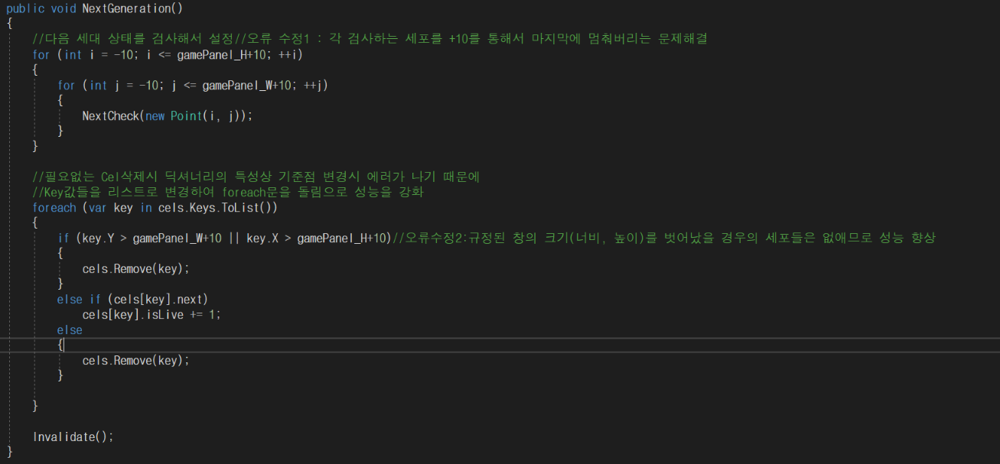 public void NextGeneration()
{
//다음 세대 상태를 검사해서 설정//오류 수정1 : 각 검사하는 세포를 +10를 통해서 마지막에 멈춰버리는 문제해결
for (int i = -10; i <= gamePanel_H+10; ++i)
{
for (int j = -10; j <= gamePanel_W+10; ++j)
{
NextCheck(new Point(i, j));
}
}
//필요없는 Cel삭제시 딕셔너리의 특성상 기준점 변경시 에러가 나기 때문에
//Key값들을 리스트로 변경하여 foreach문을 돌림으로 성능을 강화
foreach (var key in cels.Keys.ToList())
{
if (key.Y > gamePanel_W+10 || key.X > gamePanel_H+10)//오류수정2:규정된 창의 크기(너비, 높이)를 벗어났을 경우의 세포들은 없애므로 성능 향상
{
cels.Remove(key);
}
else if (cels[key].next)
cels[key].isLive += 1;
else
{
cels.Remove(key);
}
}
Invalidate();
}